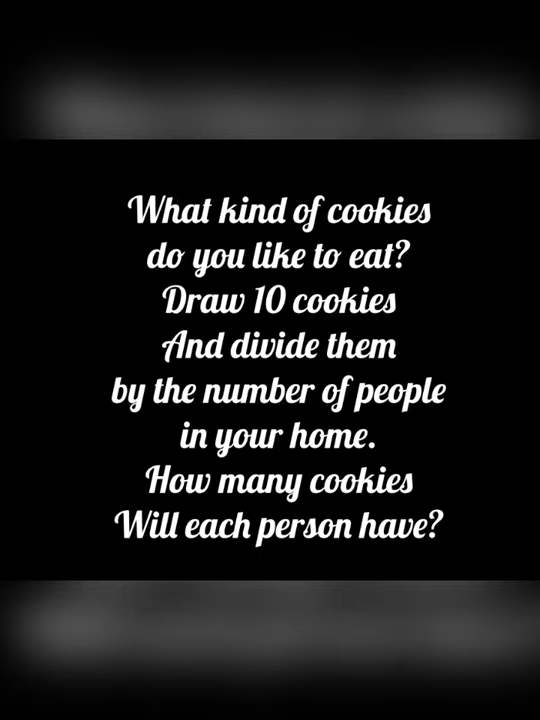 What kind of cookies
do you like to eat?
Draw 10 cookies
And divide them
by the number of people
in your home.
How many cookies
Will each person have?